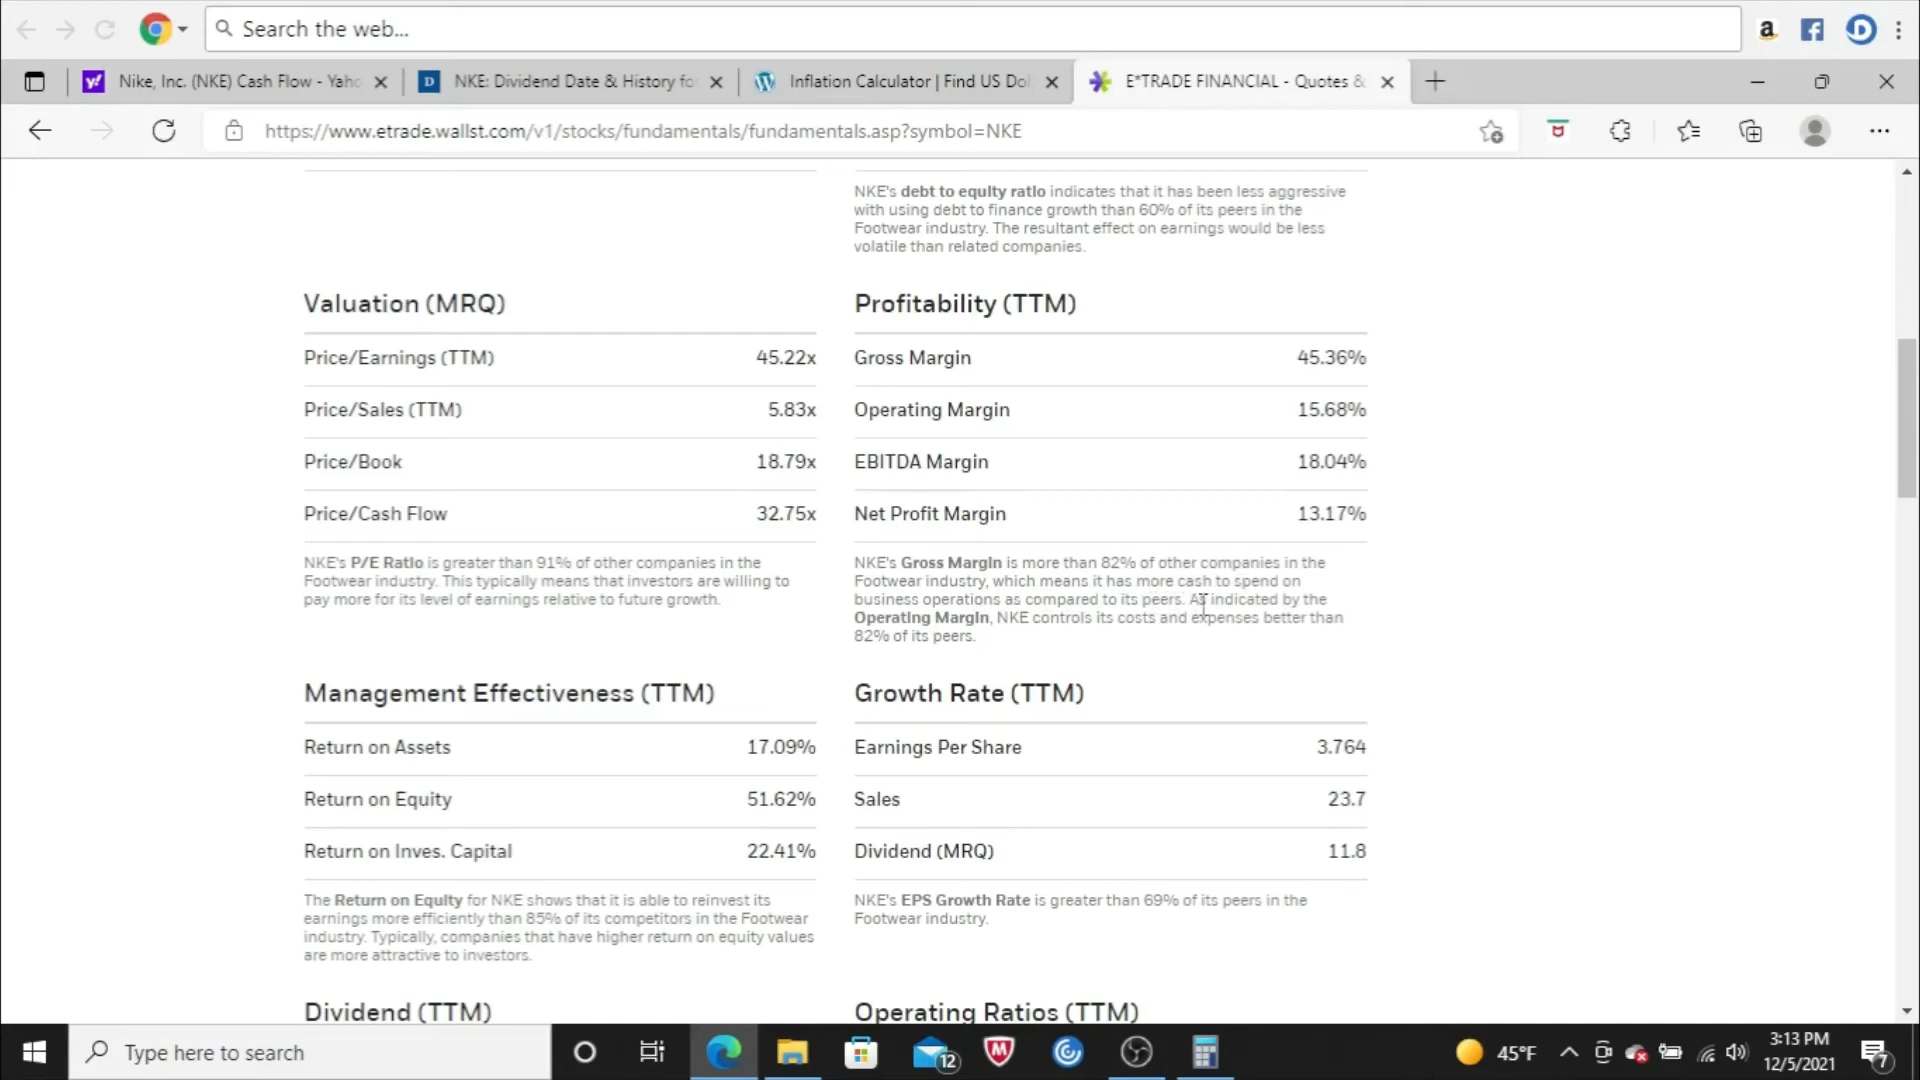 Search the web...
Nike, Inc. (NKE) Cash Flow - Yaho
NKE: Dividend Date & History fo
Inflation Calculator | Find US Dol
E*TRADE FINANCIAL - Quotes &
https://www.etrade.wallst.com/v1/stocks/fundamentals/fundamentals.asp?symbol=NKE
NKE's debt to equity ratio indicates that it has been less aggressive
with using debt to finance growth than 60% of its peers in the
Footwear industry. The resultant effect on earnings would be less
volatile than related companies.
Valuation (MRQ)
Price/Earnings (TTM) 45.22x
Price/Sales (TTM) 5.83x
Price/Book 18.79x
Price/Cash Flow 32.75x
NKE's P/E Ratio is greater than 91% of other companies in the
Footwear industry. This typically means that investors are willing to
pay more for its level of earnings relative to future growth.
Profitability (TTM)
Gross Margin 45.36%
Operating Margin 15.68%
EBITDA Margin 18.04%
Net Profit Margin 13.17%
NKE's Gross Margin is more than 82% of other companies in the
Footwear industry, which means it has more cash to spend on
business operations as compared to its peers. As indicated by the
Operating Margin, NKE controls its costs and expenses better than
82% of its peers.
Management Effectiveness (TTM)
Return on Assets 17.09%
Return on Equity 51.62%
Return on Inves. Capital 22.41%
The Return on Equity for NKE shows that it is able to reinvest its
earnings more efficiently than 85% of its competitors in the Footwear
industry. Typically, companies that have higher return on equity values
are more attractive to investors.
Growth Rate (TTM)
Earnings Per Share 3.764
Sales 23.7
Dividend (MRQ) 11.8
NKE's EPS Growth Rate is greater than 69% of its peers in the
Footwear industry.
Dividend (TTM)
Operating Ratios (TTM)
Type here to search
12
45°F
3:13 PM
12/5/2021
7